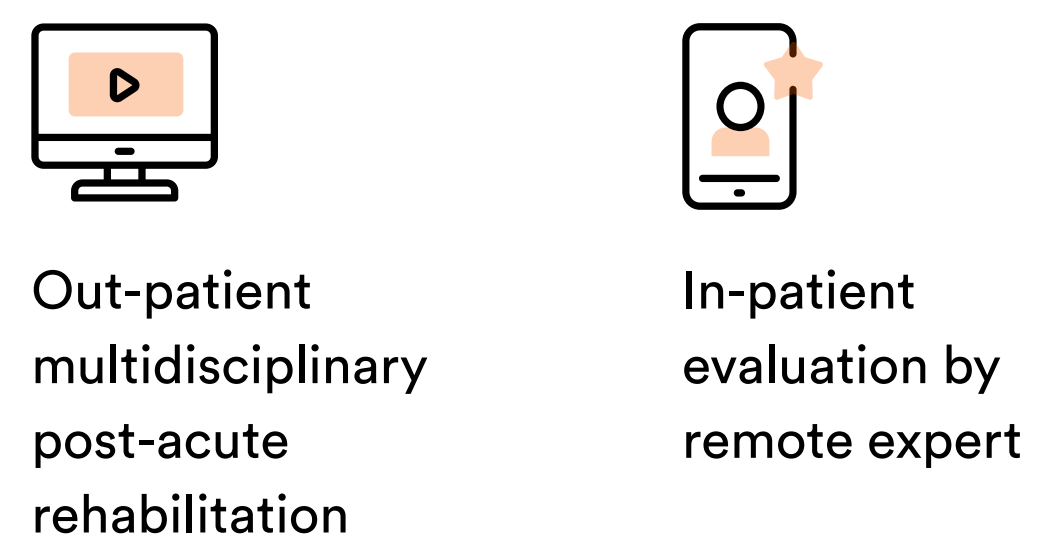 Out-patient
multidisciplinary
post-acute
rehabilitation
In-patient
evaluation by
remote expert